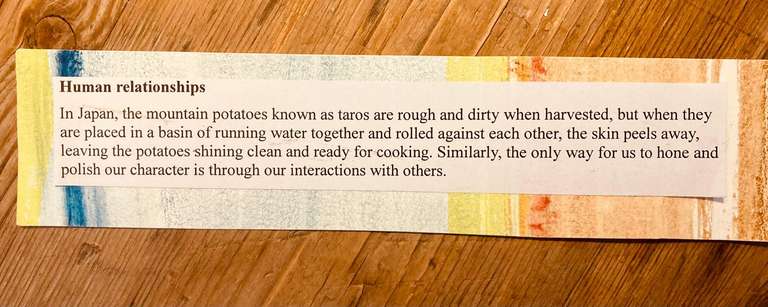 Human relationships
In Japan, the mountain potatoes known as taros are rough and dirty when harvested, but when they
are placed in a basin of running water together and rolled against each other, the skin peels away,
leaving the potatoes shining clean and ready for cooking. Similarly, the only way for us to hone and
polish our character is through our interactions with others.